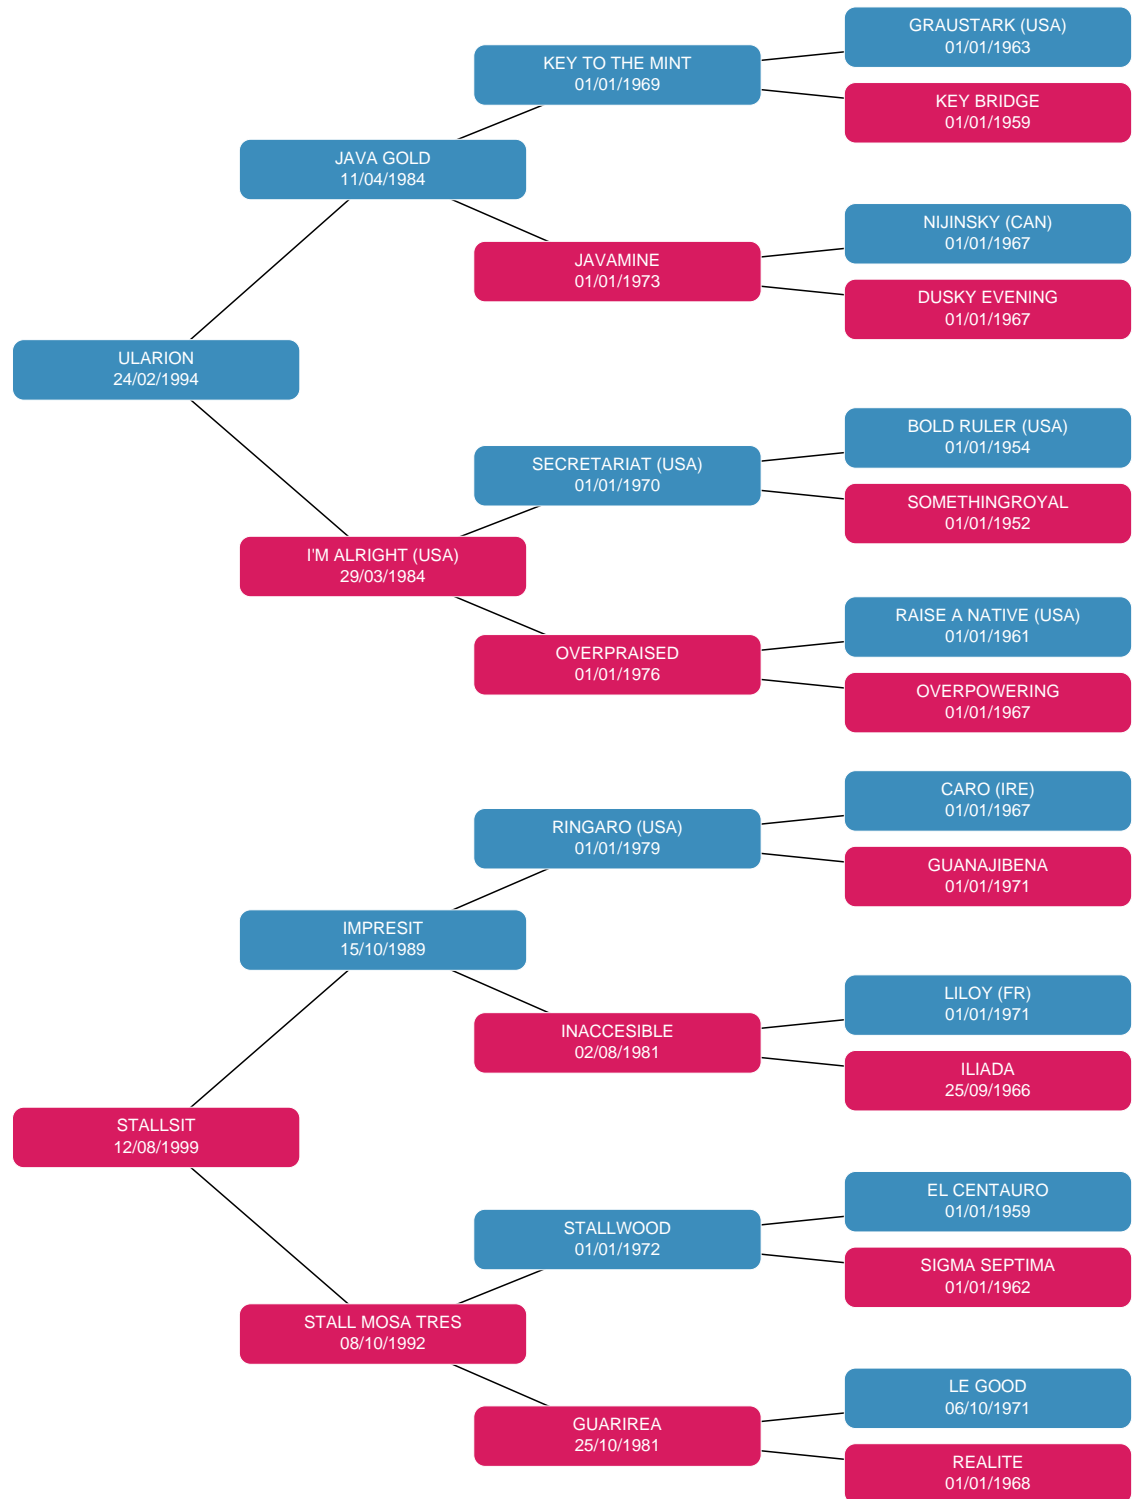 GRAUSTARK (USA)
01/01/1963
KEY TO THE MINT
01/01/1969
KEY BRIDGE
01/01/1959
JAVA GOLD
11/04/1984
NIJINSKY (CAN)
01/01/1967
JAVAMINE
01/01/1973
DUSKY EVENING
01/01/1967
ULARION
24/02/1994
BOLD RULER (USA)
01/01/1954
SECRETARIAT (USA)
01/01/1970
SOMETHINGROYAL
01/01/1952
I'M ALRIGHT (USA)
29/03/1984
RAISE A NATIVE (USA)
01/01/1961
OVERPRAISED
01/01/1976
OVERPOWERING
01/01/1967
CARO (IRE)
01/01/1967
RINGARO (USA)
01/01/1979
GUANAJIBENA
01/01/1971
IMPRESIT
15/10/1989
LILOY (FR)
01/01/1971
INACCESIBLE
02/08/1981
ILIADA
25/09/1966
STALLSIT
12/08/1999
EL CENTAURO
01/01/1959
STALLWOOD
01/01/1972
SIGMA SEPTIMA
01/01/1962
STALL MOSA TRES
08/10/1992
LE GOOD
06/10/1971
GUARIREA
25/10/1981
REALITE
01/01/1968